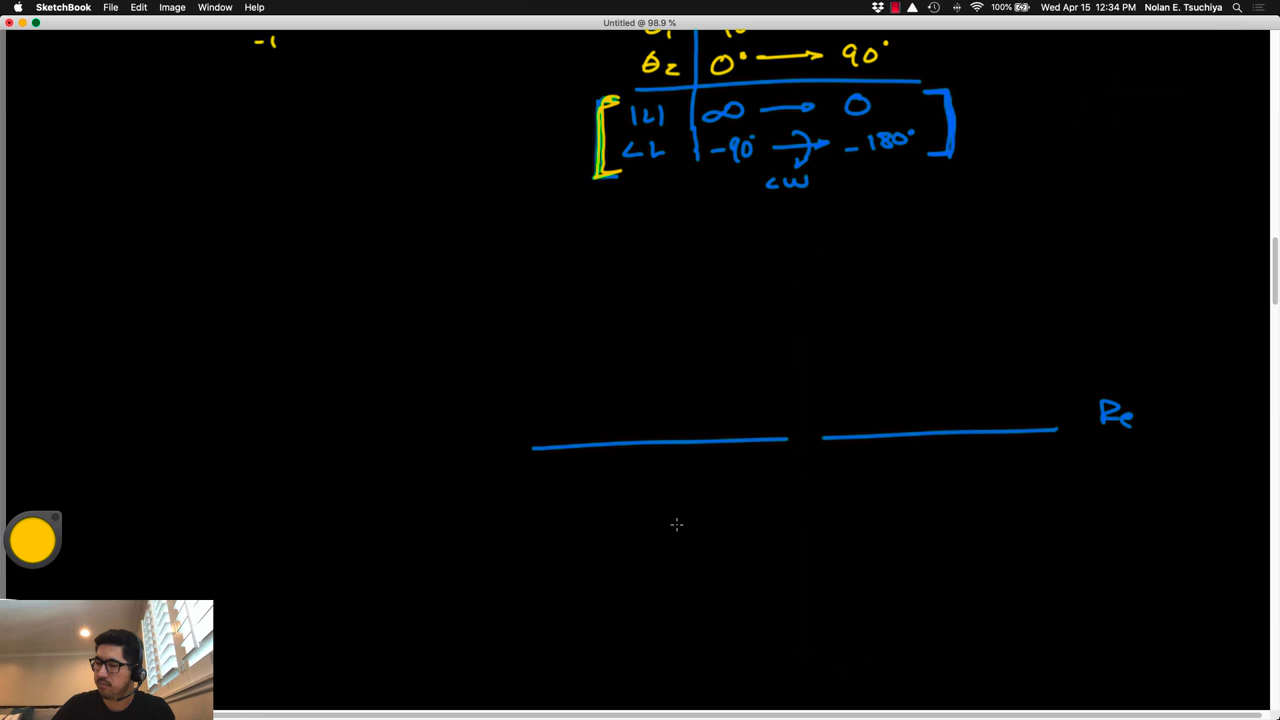 SketchBook File Edit Image Window Help 100% Wed Apr 15 12:34 PM Nolan E. Tsuchiya
Untitled @ 98.9 %
-1
θ2 0° → 90°
|L| ∞ → 0
∠L -90° → -180°
CW
Re